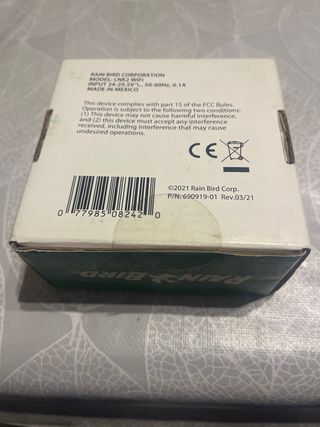 RAIN BIRD CORPORATION
MODEL: LNK2 WIFI
INPUT 24-25.5V~, 50-60Hz, 0.1A
MADE IN MEXICO
This device complies with part 15 of the FCC Rules.
Operation is subject to the following two conditions:
(1) This device may not cause harmful interference,
and (2) this device must accept any interference
received, including interference that may cause
undesired operations.
CE
©2021 Rain Bird Corp.
P/N: 690919-01 Rev.03/21
0 77985 08242 0
RAIN BIRD